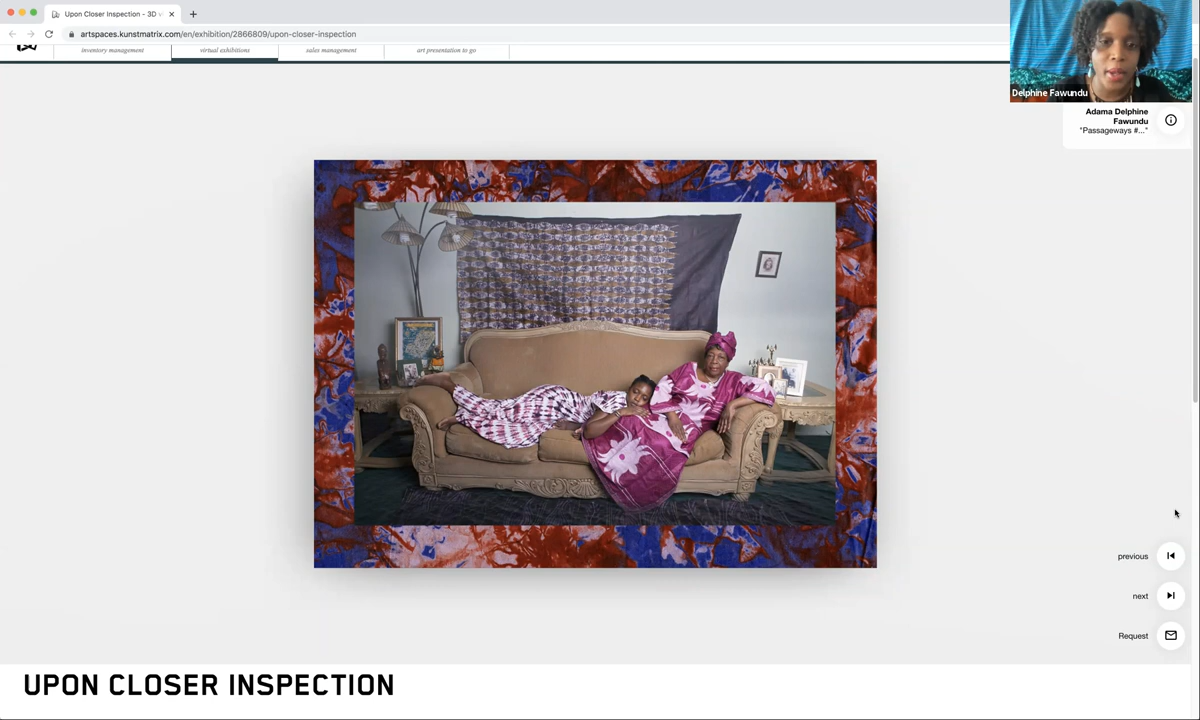 Upon Closer Inspection - 3D v
artspaces.kunstmatrix.com/en/exhibition/2866809/upon-closer-inspection
inventory management
virtual exhibitions
sales management
art presentation to go
Delphine Fawundu
Adama Delphine
Fawundu
"Passageways #..."
previous
next
Request
UPON CLOSER INSPECTION